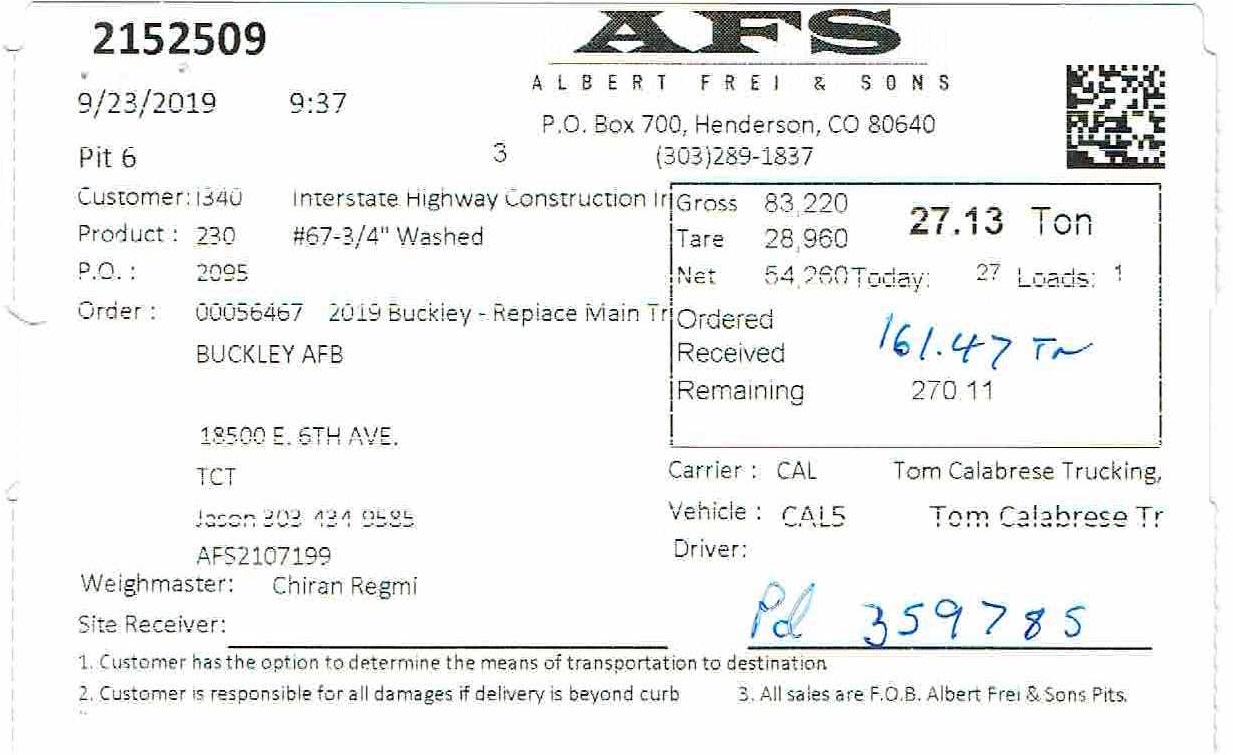 2152509
AFS
ALBERT FREI & SONS
9/23/2019 9:37
P.O. Box 700, Henderson, CO 80640
Pit 6 3 (303)289-1837
Customer: I340 Interstate Highway Construction In
Gross 83,220 27.13 Ton
Product : 230 #67-3/4" Washed
Tare 28,960
P.O. : 2095
Net 54,260 Today: 27 Loads: 1
Order : 00056467 2019 Buckley - Replace Main Tr
Ordered
161.47 Tn
BUCKLEY AFB
Received
Remaining 270.11
18500 E. 6TH AVE.
TCT
Carrier : CAL Tom Calabrese Trucking,
Jason 303 434 9585
Vehicle : CAL5 Tom Calabrese Tr
AFS2107199
Driver:
Weighmaster: Chiran Regmi
Site Receiver:
Pd 359785
1. Customer has the option to determine the means of transportation to destination
2. Customer is responsible for all damages if delivery is beyond curb 3. All sales are F.O.B. Albert Frei & Sons Pits.